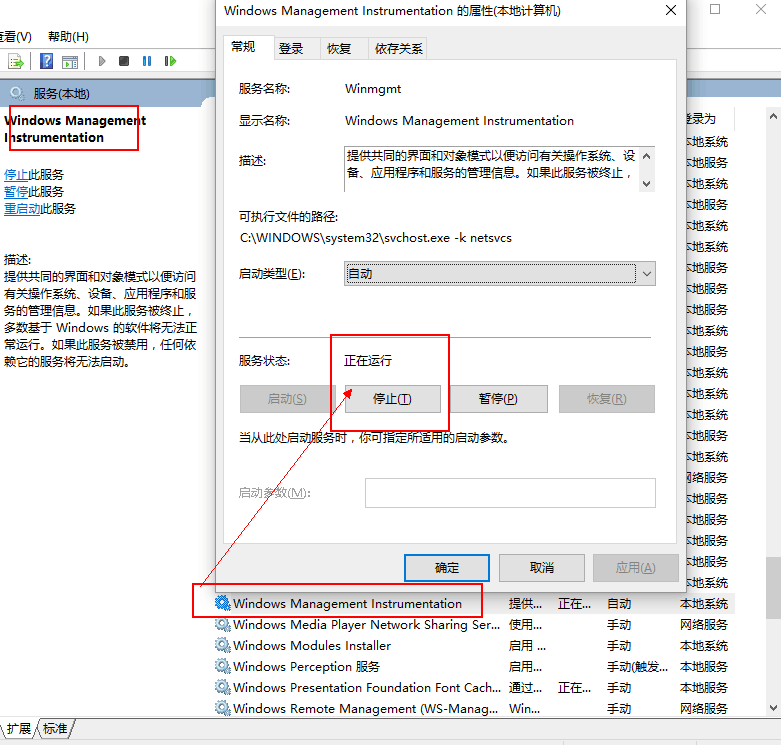 Windows Management Instrumentation 的属性(本地计算机)
查看(V) 帮助(H)
常规 登录 恢复 依存关系
服务(本地)
Windows Management
Instrumentation
停止此服务
暂停此服务
重启动此服务
描述:
提供共同的界面和对象模式以便访问
有关操作系统、设备、应用程序和服
务的管理信息。如果此服务被终止，
多数基于 Windows 的软件将无法正
常运行。如果此服务被禁用，任何依
赖它的服务将无法启动。
服务名称: Winmgmt
显示名称: Windows Management Instrumentation
描述: 提供共同的界面和对象模式以便访问有关操作系统、设
备、应用程序和服务的管理信息。如果此服务被终止，
可执行文件的路径:
C:\WINDOWS\system32\svchost.exe -k netsvcs
启动类型(E): 自动
服务状态: 正在运行
启动(S) 停止(T) 暂停(P) 恢复(R)
当从此处启动服务时，你可指定所适用的启动参数。
启动参数(M):
确定 取消 应用(A)
登录为
本地系统
本地服务
本地系统
本地服务
本地系统
本地系统
本地服务
本地系统
本地服务
本地系统
本地服务
本地系统
本地系统
本地系统
本地服务
本地系统
网络服务
本地服务
本地系统
本地服务
本地服务
本地系统
Windows Management Instrumentation 提供... 正在... 自动 本地系统
Windows Media Player Network Sharing Ser... 使用... 手动 网络服务
Windows Modules Installer 启用 ... 手动 本地系统
Windows Perception 服务 启用... 手动(触发... 本地服务
Windows Presentation Foundation Font Cach... 通过... 正在... 手动 本地服务
Windows Remote Management (WS-Manag... Win... 手动 网络服务
扩展 标准